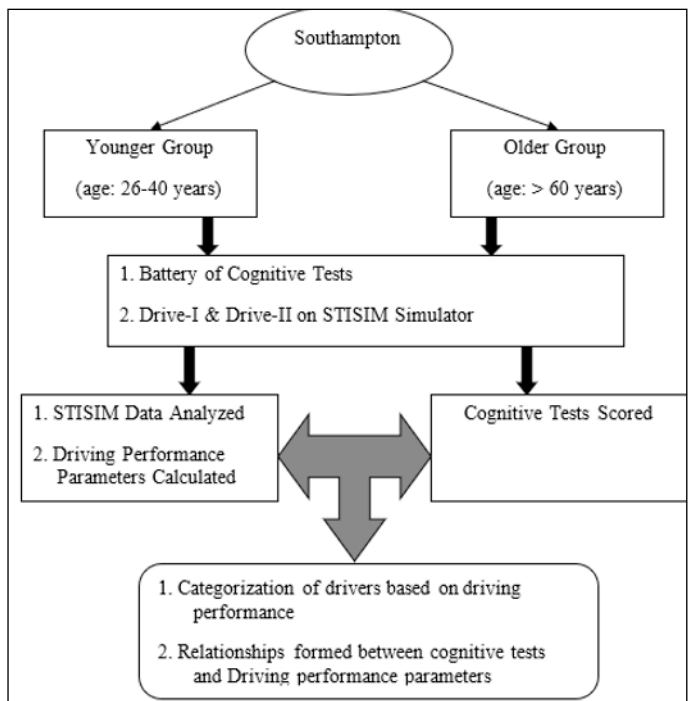 Southampton
Younger Group
(age: 26-40 years)
Older Group
(age: > 60 years)
1. Battery of Cognitive Tests
2. Drive-I & Drive-II on STISIM Simulator
1. STISIM Data Analyzed
2. Driving Performance
Parameters Calculated
Cognitive Tests Scored
1. Categorization of drivers based on driving
performance
2. Relationships formed between cognitive tests
and Driving performance parameters